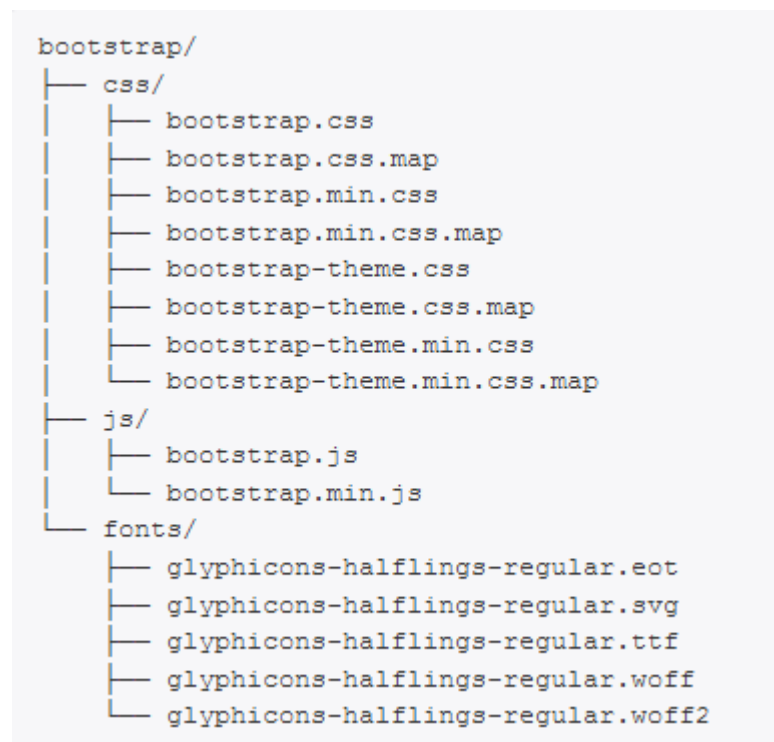 bootstrap/
├── css/
│   ├── bootstrap.css
│   ├── bootstrap.css.map
│   ├── bootstrap.min.css
│   ├── bootstrap.min.css.map
│   ├── bootstrap-theme.css
│   ├── bootstrap-theme.css.map
│   ├── bootstrap-theme.min.css
│   └── bootstrap-theme.min.css.map
├── js/
│   ├── bootstrap.js
│   └── bootstrap.min.js
└── fonts/
    ├── glyphicons-halflings-regular.eot
    ├── glyphicons-halflings-regular.svg
    ├── glyphicons-halflings-regular.ttf
    ├── glyphicons-halflings-regular.woff
    └── glyphicons-halflings-regular.woff2